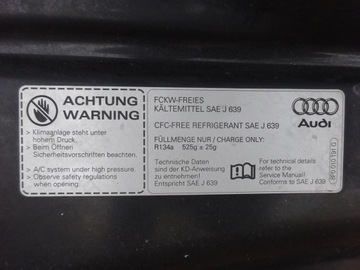 ACHTUNG
WARNING
> Klimaanlage steht unter
hohem Druck.
> Beim Öffnen
Sicherheitsvorschriften beachten.
> A/C system under high pressure.
> Observe safety regulations
when opening.
FCKW-FREIES
KÄLTEMITTEL SAE J 639
CFC-FREE REFRIGERANT SAE J 639
FÜLLMENGE NUR / CHARGE ONLY:
R134a 525g ± 25g
Technische Daten
sind der KD-Anweisung
zu entnehmen!
Entspricht SAE J 639
For technical details
refer to the
Service Manual!
Conforms to SAE J 639
Audi